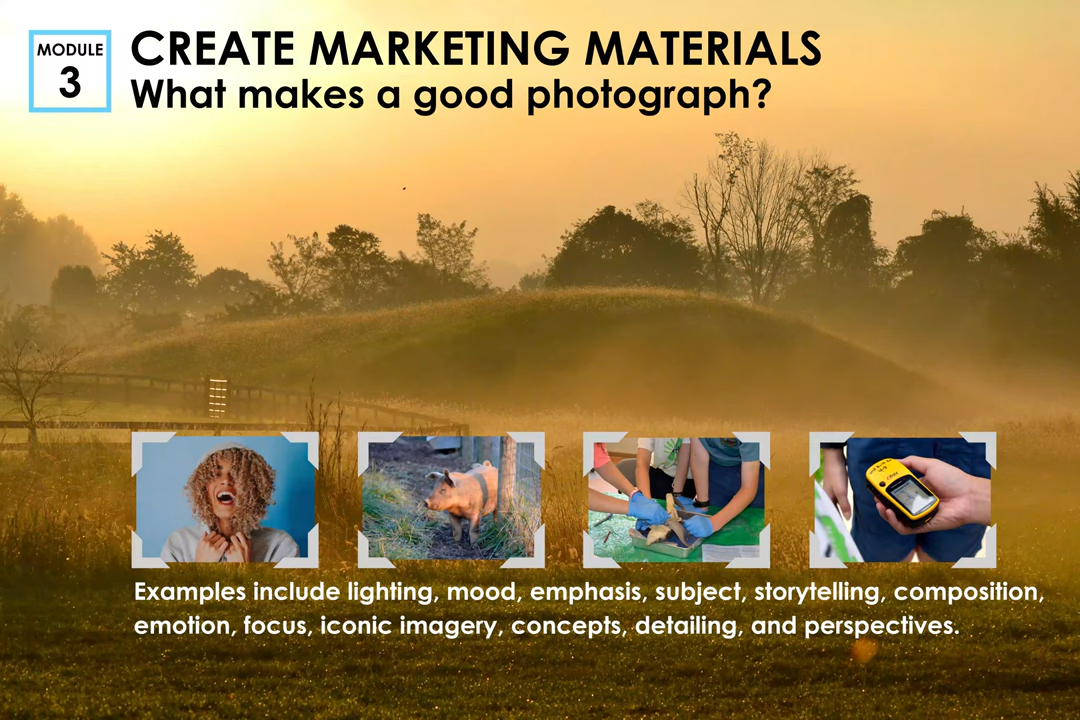 MODULE
3
CREATE MARKETING MATERIALS
What makes a good photograph?
Examples include lighting, mood, emphasis, subject, storytelling, composition,
emotion, focus, iconic imagery, concepts, detailing, and perspectives.